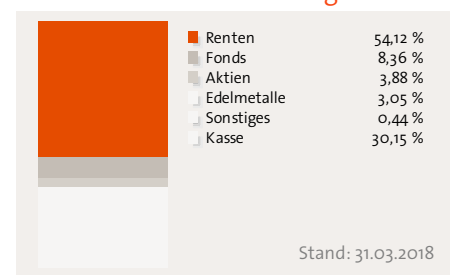 Renten 54,12 %
Fonds 8,36 %
Aktien 3,88 %
Edelmetalle 3,05 %
Sonstiges 0,44 %
Kasse 30,15 %
Stand: 31.03.2018